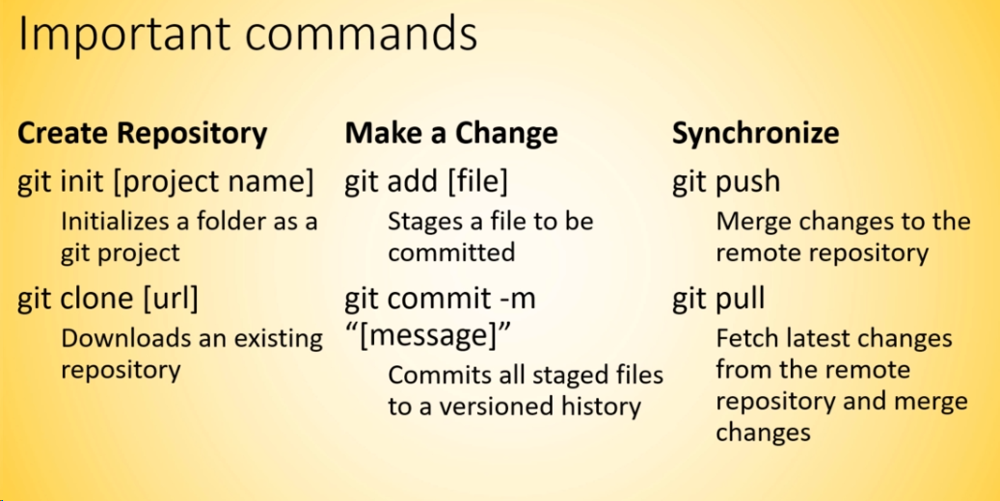 Important commands
Create Repository
git init [project name]
Initializes a folder as a
git project
git clone [url]
Downloads an existing
repository
Make a Change
git add [file]
Stages a file to be
committed
git commit -m
“[message]”
Commits all staged files
to a versioned history
Synchronize
git push
Merge changes to the
remote repository
git pull
Fetch latest changes
from the remote
repository and merge
changes